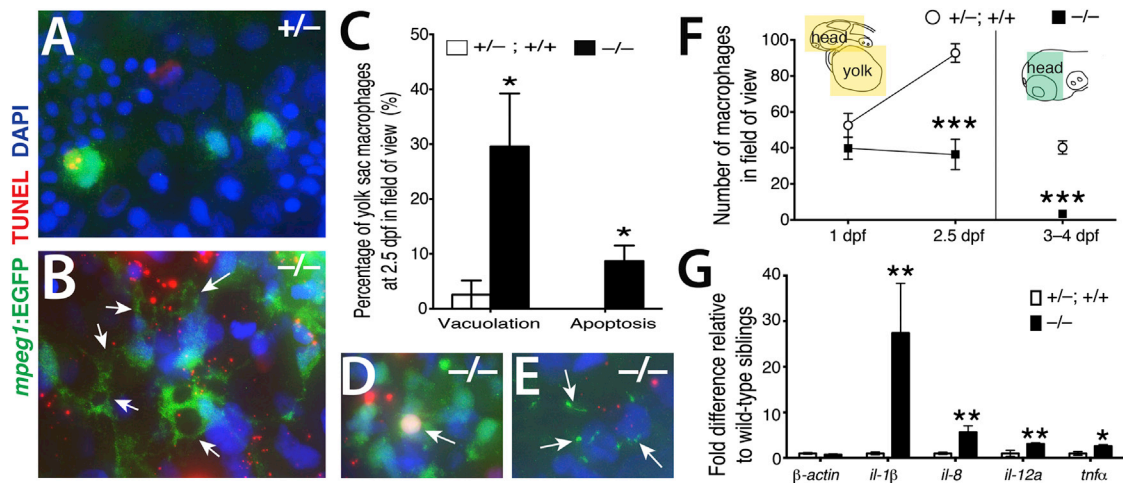 A
+/−
mpeg1:EGFP TUNEL DAPI
B
−/−
C
+/− ; +/+
−/−
Percentage of yolk sac macrophages
at 2.5 dpf in field of view (%)
50
40
30
20
10
0
*
*
Vacuolation
Apoptosis
D
−/−
E
−/−
F
+/−; +/+
−/−
Number of macrophages
in field of view
100
80
60
40
20
0
head
yolk
head
***
***
1 dpf
2.5 dpf
3–4 dpf
G
+/−; +/+
−/−
Fold difference relative
to wild-type siblings
40
30
20
10
0
**
**
**
*
β-actin
il-1β
il-8
il-12a
tnfα